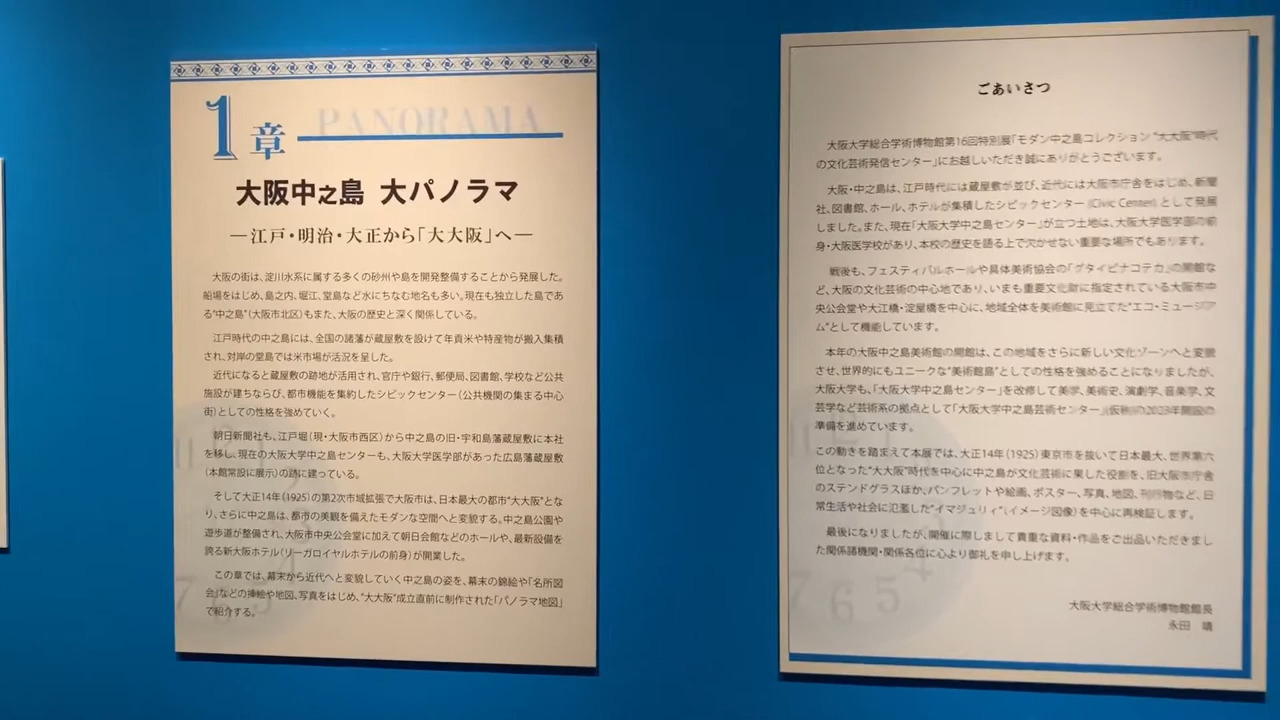 1章
PANORAMA
大阪中之島 大パノラマ
―江戸・明治・大正から「大大阪」へ―
大阪の街は、淀川水系に属する多くの砂州や島を開発整備することから発展した。
船場をはじめ、島之内、堀江、堂島など水にちなむ地名も多い。現在も独立した島であ
る“中之島”(大阪市北区)もまた、大阪の歴史と深く関係している。
江戸時代の中之島には、全国の諸藩が蔵屋敷を設けて年貢米や特産物が搬入集積
され、対岸の堂島では米市場が活況を呈した。
近代になると蔵屋敷の跡地が活用され、官庁や銀行、郵便局、図書館、学校など公共
施設が建ちならび、都市機能を集約したシビックセンター(公共機関の集まる中心
街)としての性格を強めていく。
朝日新聞社も、江戸堀(現・大阪市西区)から中之島の旧・宇和島藩蔵屋敷に本社
を移し、現在の大阪大学中之島センターも、大阪大学医学部があった広島藩蔵屋敷
(本館常設に展示)の跡に建っている。
そして大正14年(1925)の第2次市域拡張で大阪市は、日本最大の都市“大大阪”とな
り、さらに中之島は、都市の美観を備えたモダンな空間へと変貌する。中之島公園や
遊歩道が整備され、大阪市中央公会堂に加えて朝日会館などのホールや、最新設備を
誇る新大阪ホテル(リーガロイヤルホテルの前身)が開業した。
この章では、幕末から近代へと変貌していく中之島の姿を、幕末の錦絵や「名所図
会」などの挿絵や地図、写真をはじめ、“大大阪”成立直前に制作された「パノラマ地図」
で紹介する。
ごあいさつ
大阪大学総合学術博物館第16回特別展「モダン中之島コレクション “大大阪”時代
の文化芸術発信センター」にお越しいただき誠にありがとうございます。
大阪・中之島は、江戸時代には蔵屋敷が並び、近代には大阪市庁舎をはじめ、新聞
社、図書館、ホール、ホテルが集積したシビックセンター(Civic Center)として発展
しました。また、現在「大阪大学中之島センター」が立つ土地は、大阪大学医学部の前
身・大阪医学校があり、本校の歴史を語る上で欠かせない重要な場所でもあります。
戦後も、フェスティバルホールや具体美術協会の「グタイピナコテカ」の開館な
ど、大阪の文化芸術の中心地であり、いまも重要文化財に指定されている大阪市中
央公会堂や大江橋・淀屋橋を中心に、地域全体を美術館に見立てた“エコ・ミュージア
ム”として機能しています。
本年の大阪中之島美術館の開館は、この地域をさらに新しい文化ゾーンへと変貌
させ、世界的にもユニークな“美術館島”としての性格を強めることになりましたが、
大阪大学も、「大阪大学中之島センター」を改修して美学、美術史、演劇学、音楽学、文
芸学など芸術系の拠点として「大阪大学中之島芸術センター」(仮称)の2023年開設の
準備を進めています。
この動きを踏まえて本展では、大正14年(1925)東京市を抜いて日本最大、世界第六
位となった“大大阪”時代を中心に中之島が文化芸術に果した役割を、旧大阪市庁舎
のステンドグラスほか、パンフレットや絵画、ポスター、写真、地図、刊行物など、日
常生活や社会に氾濫した“イマジュリィ”(イメージ図像)を中心に再検証します。
最後になりましたが、開催に際しまして貴重な資料・作品をご出品いただきまし
た関係諸機関・関係各位に心より御礼を申し上げます。
大阪大学総合学術博物館館長
永田 靖